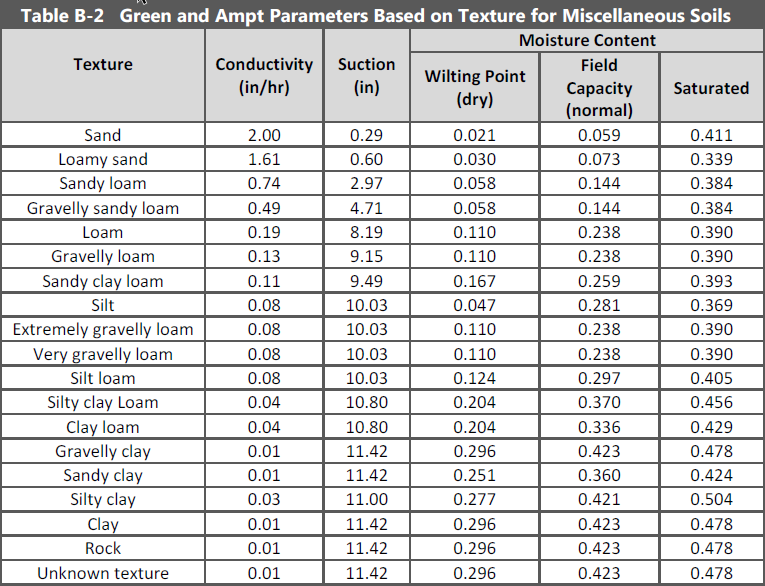 Table B-2 Green and Ampt Parameters Based on Texture for Miscellaneous Soils
Texture Conductivity (in/hr) Suction (in) Moisture Content
Wilting Point (dry) Field Capacity (normal) Saturated
Sand 2.00 0.29 0.021 0.059 0.411
Loamy sand 1.61 0.60 0.030 0.073 0.339
Sandy loam 0.74 2.97 0.058 0.144 0.384
Gravelly sandy loam 0.49 4.71 0.058 0.144 0.384
Loam 0.19 8.19 0.110 0.238 0.390
Gravelly loam 0.13 9.15 0.110 0.238 0.390
Sandy clay loam 0.11 9.49 0.167 0.259 0.393
Silt 0.08 10.03 0.047 0.281 0.369
Extremely gravelly loam 0.08 10.03 0.110 0.238 0.390
Very gravelly loam 0.08 10.03 0.110 0.238 0.390
Silt loam 0.08 10.03 0.124 0.297 0.405
Silty clay Loam 0.04 10.80 0.204 0.370 0.456
Clay loam 0.04 10.80 0.204 0.336 0.429
Gravelly clay 0.01 11.42 0.296 0.423 0.478
Sandy clay 0.01 11.42 0.251 0.360 0.424
Silty clay 0.03 11.00 0.277 0.421 0.504
Clay 0.01 11.42 0.296 0.423 0.478
Rock 0.01 11.42 0.296 0.423 0.478
Unknown texture 0.01 11.42 0.296 0.423 0.478